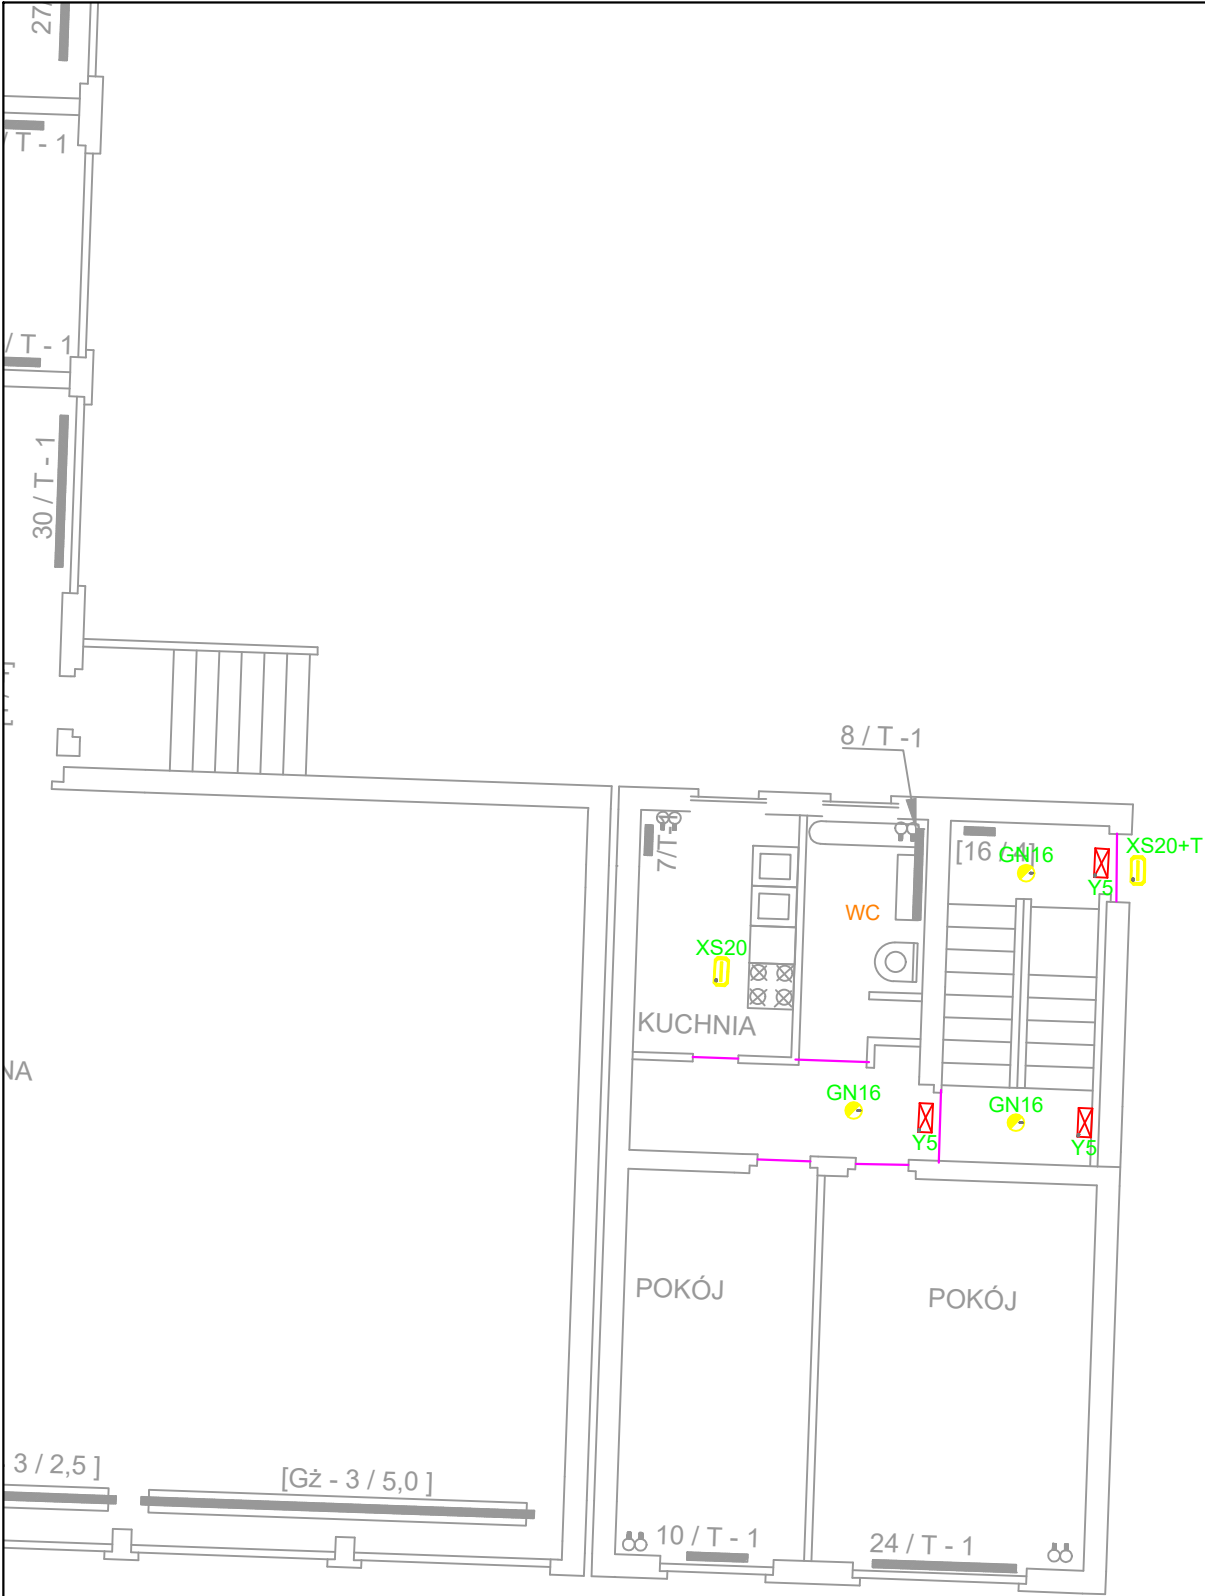 27/
/ T - 1
/ T - 1
30 / T - 1
8 / T -1
7/T-
[16 / 4]
GN16
XS20+T
Y5
WC
XS20
KUCHNIA
NA
GN16
GN16
Y5
Y5
POKÓJ
POKÓJ
3 / 2,5 ]
[Gż - 3 / 5,0 ]
10 / T - 1
24 / T - 1